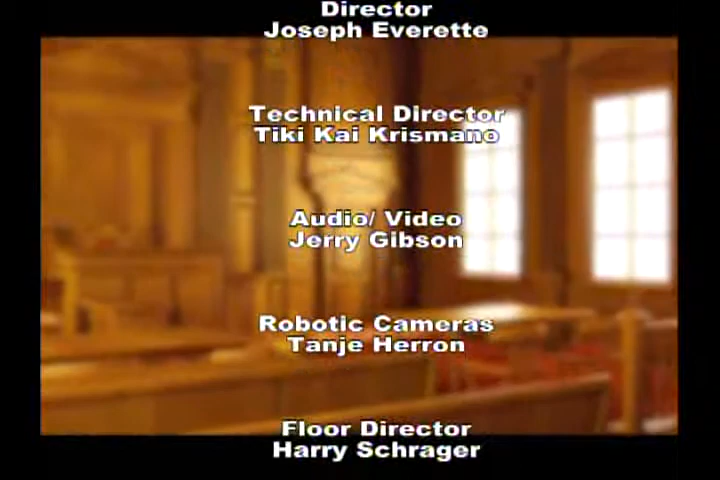 Director
Joseph Everette
Technical Director
Tiki Kai Krismano
Audio/ Video
Jerry Gibson
Robotic Cameras
Tanje Herron
Floor Director
Harry Schrager